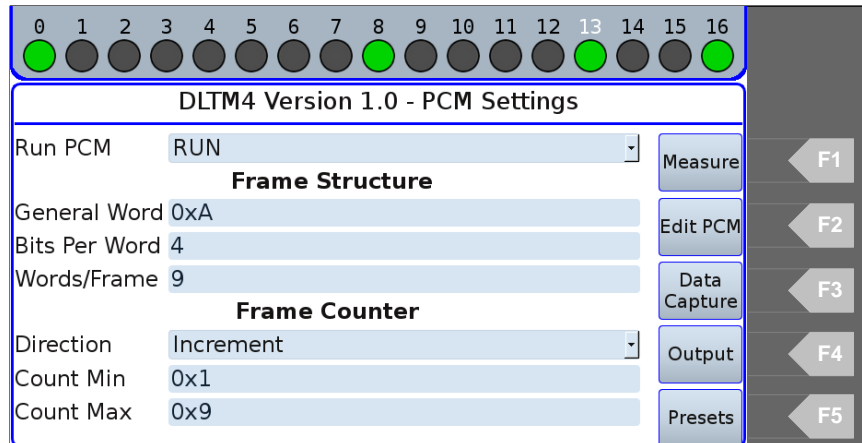 0 1 2 3 4 5 6 7 8 9 10 11 12 13 14 15 16
DLTM4 Version 1.0 - PCM Settings
Run PCM RUN
Measure F1
Frame Structure
General Word 0xA
Edit PCM F2
Bits Per Word 4
Words/Frame 9
Data
Capture F3
Frame Counter
Direction Increment
Output F4
Count Min 0x1
Count Max 0x9
Presets F5